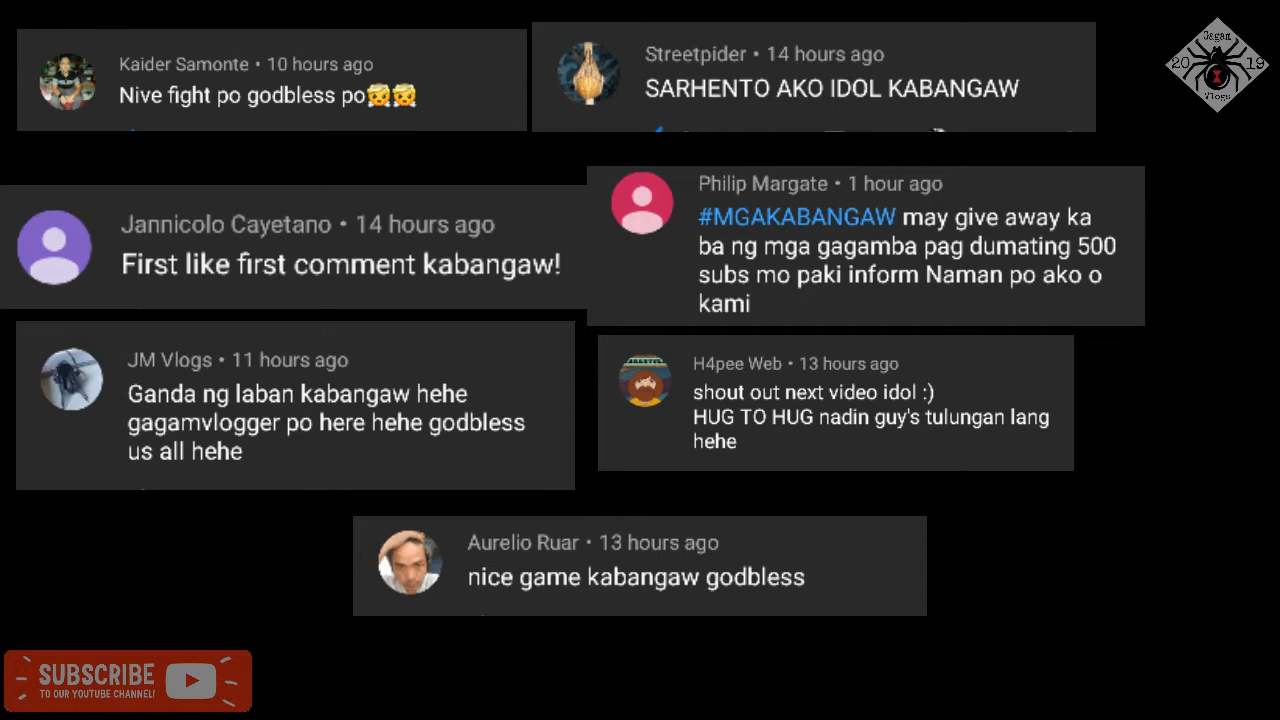 Kaider Samonte • 10 hours ago
Nive fight po godbless po
Streetpider • 14 hours ago
SARHENTO AKO IDOL KABANGAW
Gagam
2019
Vlogs
Jannicolo Cayetano • 14 hours ago
First like first comment kabangaw!
Philip Margate • 1 hour ago
#MGAKABANGAW may give away ka
ba ng mga gagamba pag dumating 500
subs mo paki inform Naman po ako o
kami
JM Vlogs • 11 hours ago
Ganda ng laban kabangaw hehe
gagamvlogger po here hehe godbless
us all hehe
H4pee Web • 13 hours ago
shout out next video idol :)
HUG TO HUG nadin guy's tulungan lang
hehe
Aurelio Ruar • 13 hours ago
nice game kabangaw godbless
SUBSCRIBE
TO OUR YOUTUBE CHANNEL!